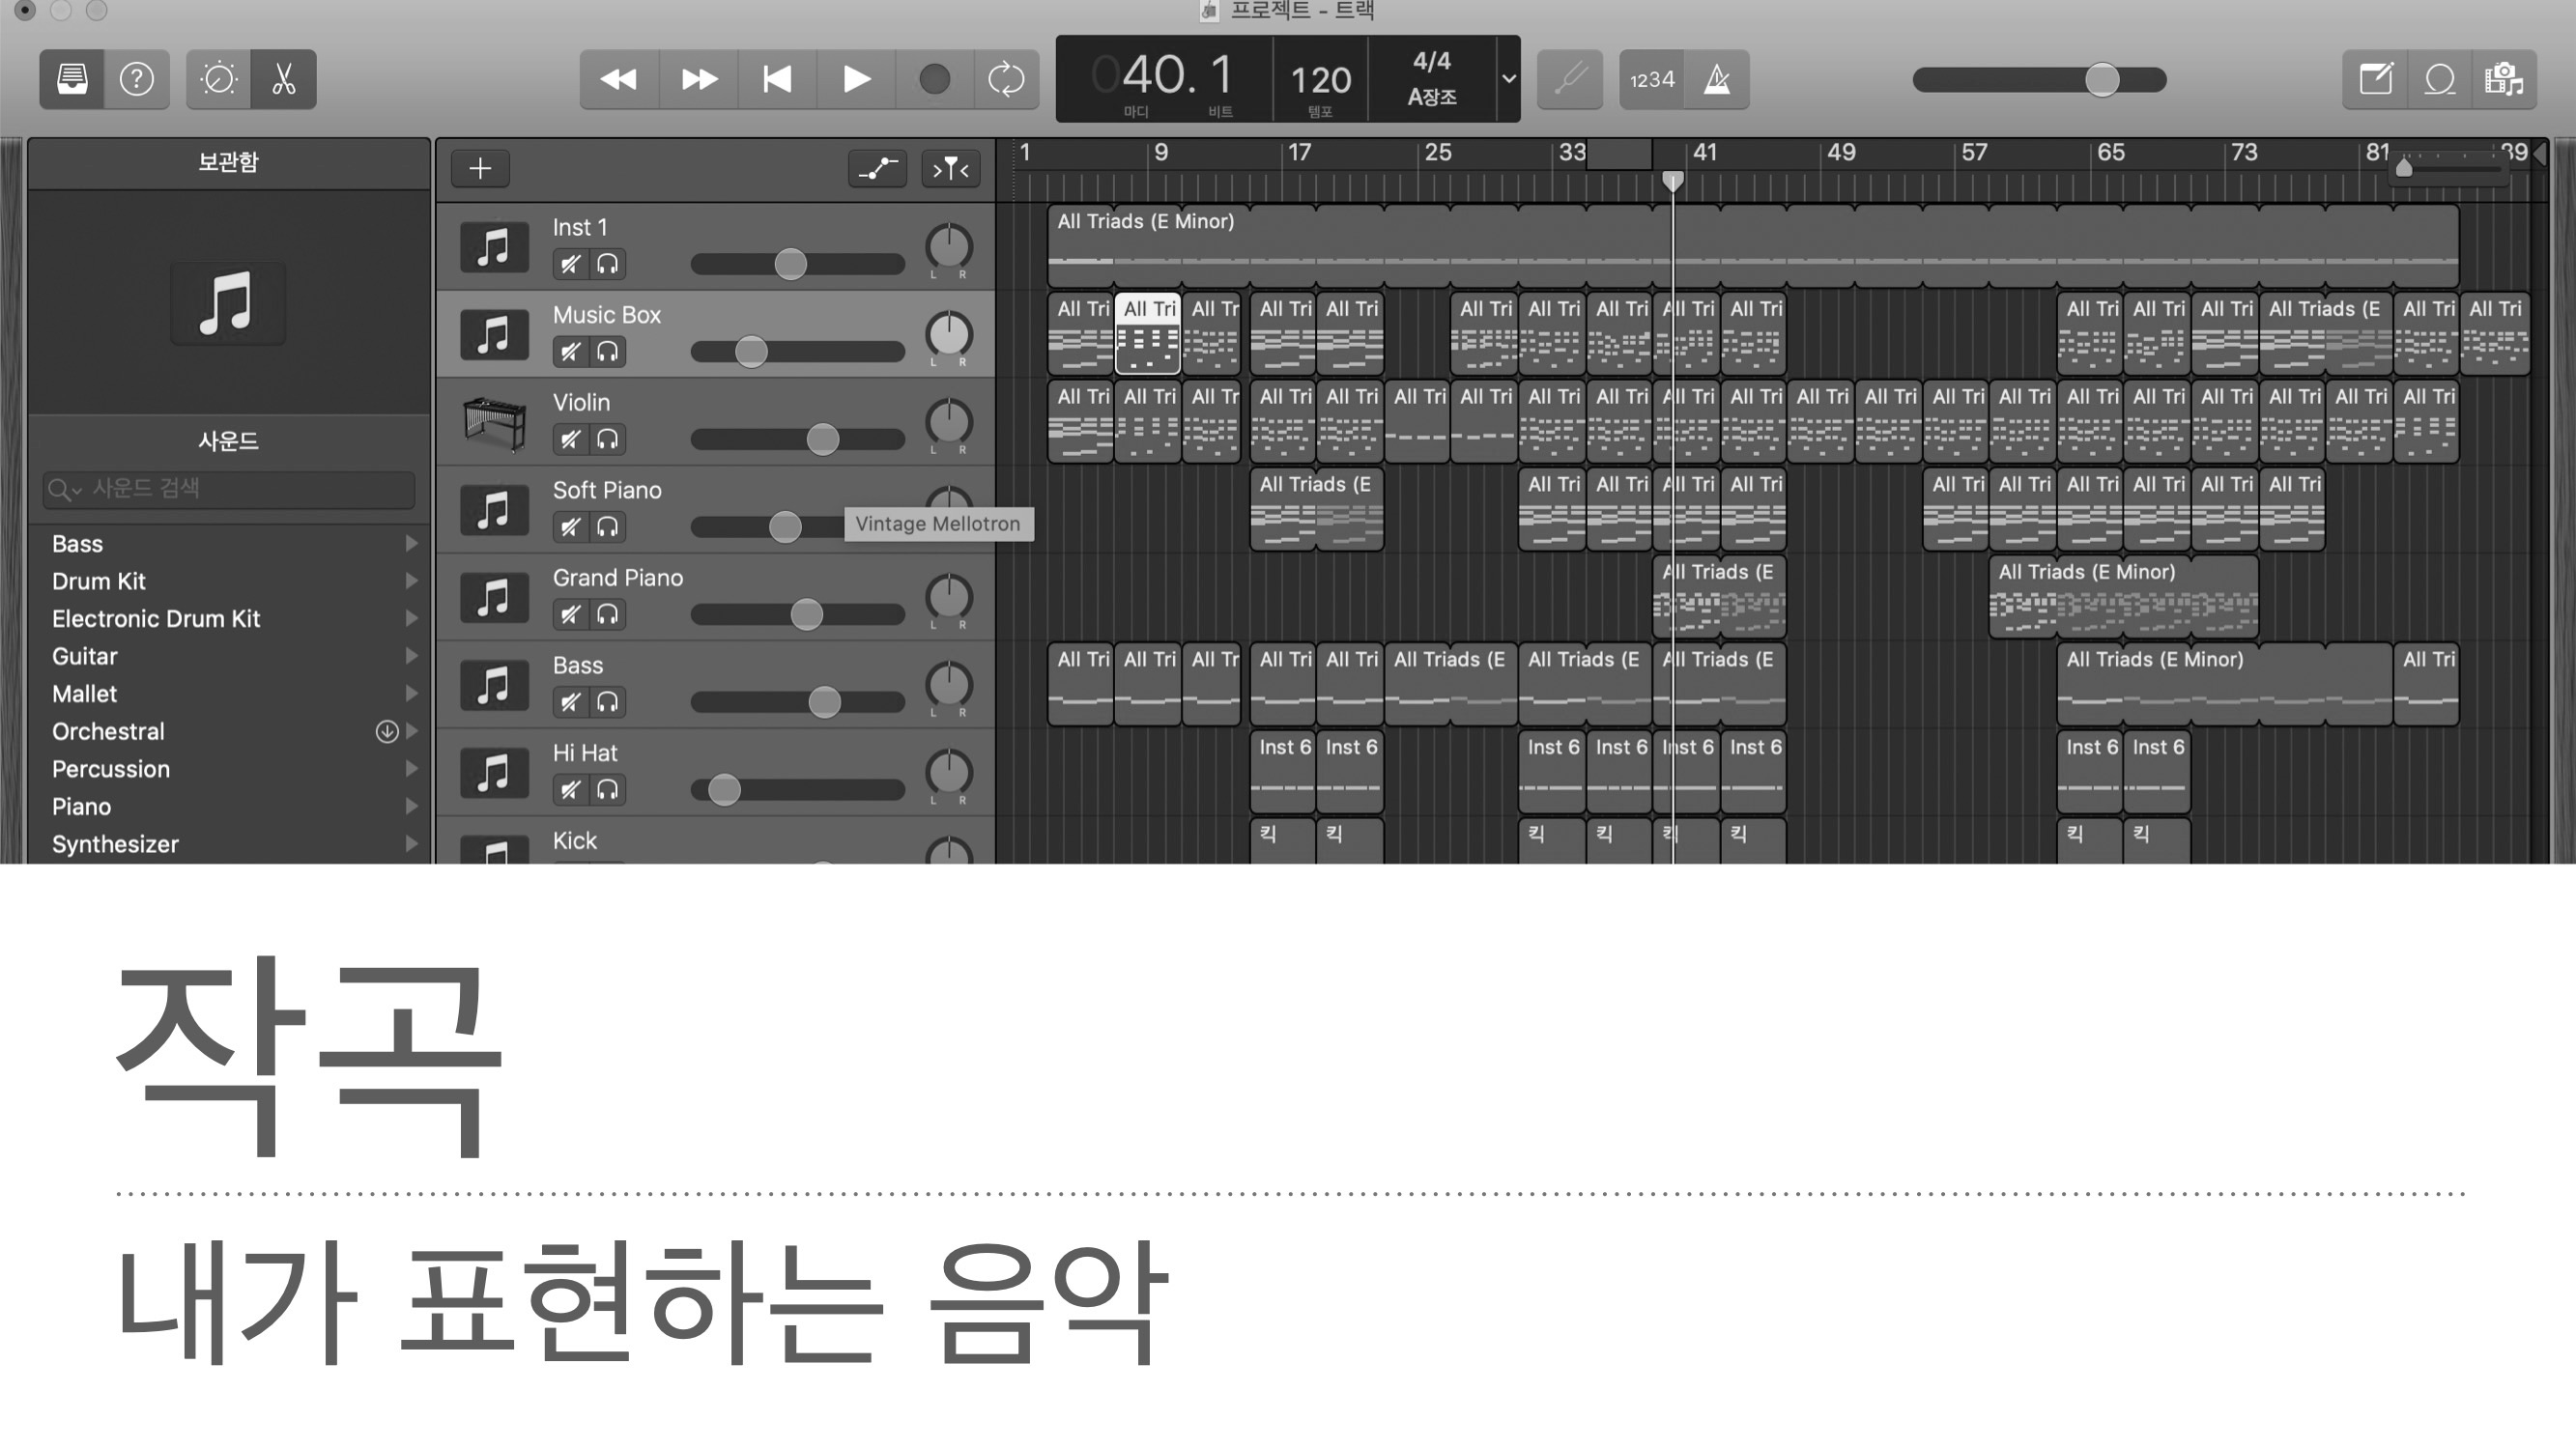 프로젝트 - 트랙
040. 1
마디 비트
120
템포
4/4
A장조
1234
보관함
사운드
사운드 검색
Bass
Drum Kit
Electronic Drum Kit
Guitar
Mallet
Orchestral
Percussion
Piano
Synthesizer
1 9 17 25 33 41 49 57 65 73 81 89
Inst 1
L R
All Triads (E Minor)
Music Box
L R
All Tri All Tri All Tr All Tri All Tri All Tri All Tri All Tri All Tri All Tri All Tri All Tri All Tri All Triads (E All Tri All Tri
Violin
L R
All Tri All Tri All Tr All Tri All Tri All Tri All Tri All Tri All Tri All Tri All Tri All Tri All Tri All Tri All Tri All Tri All Tri All Tri All Tri All Tri All Tri
Soft Piano
Vintage Mellotron
All Triads (E All Tri All Tri All Tri All Tri All Tri All Tri All Tri All Tri All Tri All Tri
Grand Piano
L R
All Triads (E All Triads (E Minor)
Bass
L R
All Tri All Tri All Tr All Tri All Tri All Triads (E All Triads (E All Triads (E All Triads (E Minor) All Tri
Hi Hat
L R
Inst 6 Inst 6 Inst 6 Inst 6 Inst 6 Inst 6 Inst 6 Inst 6
Kick
킥 킥 킥 킥 킥 킥 킥 킥
작곡
내가 표현하는 음악